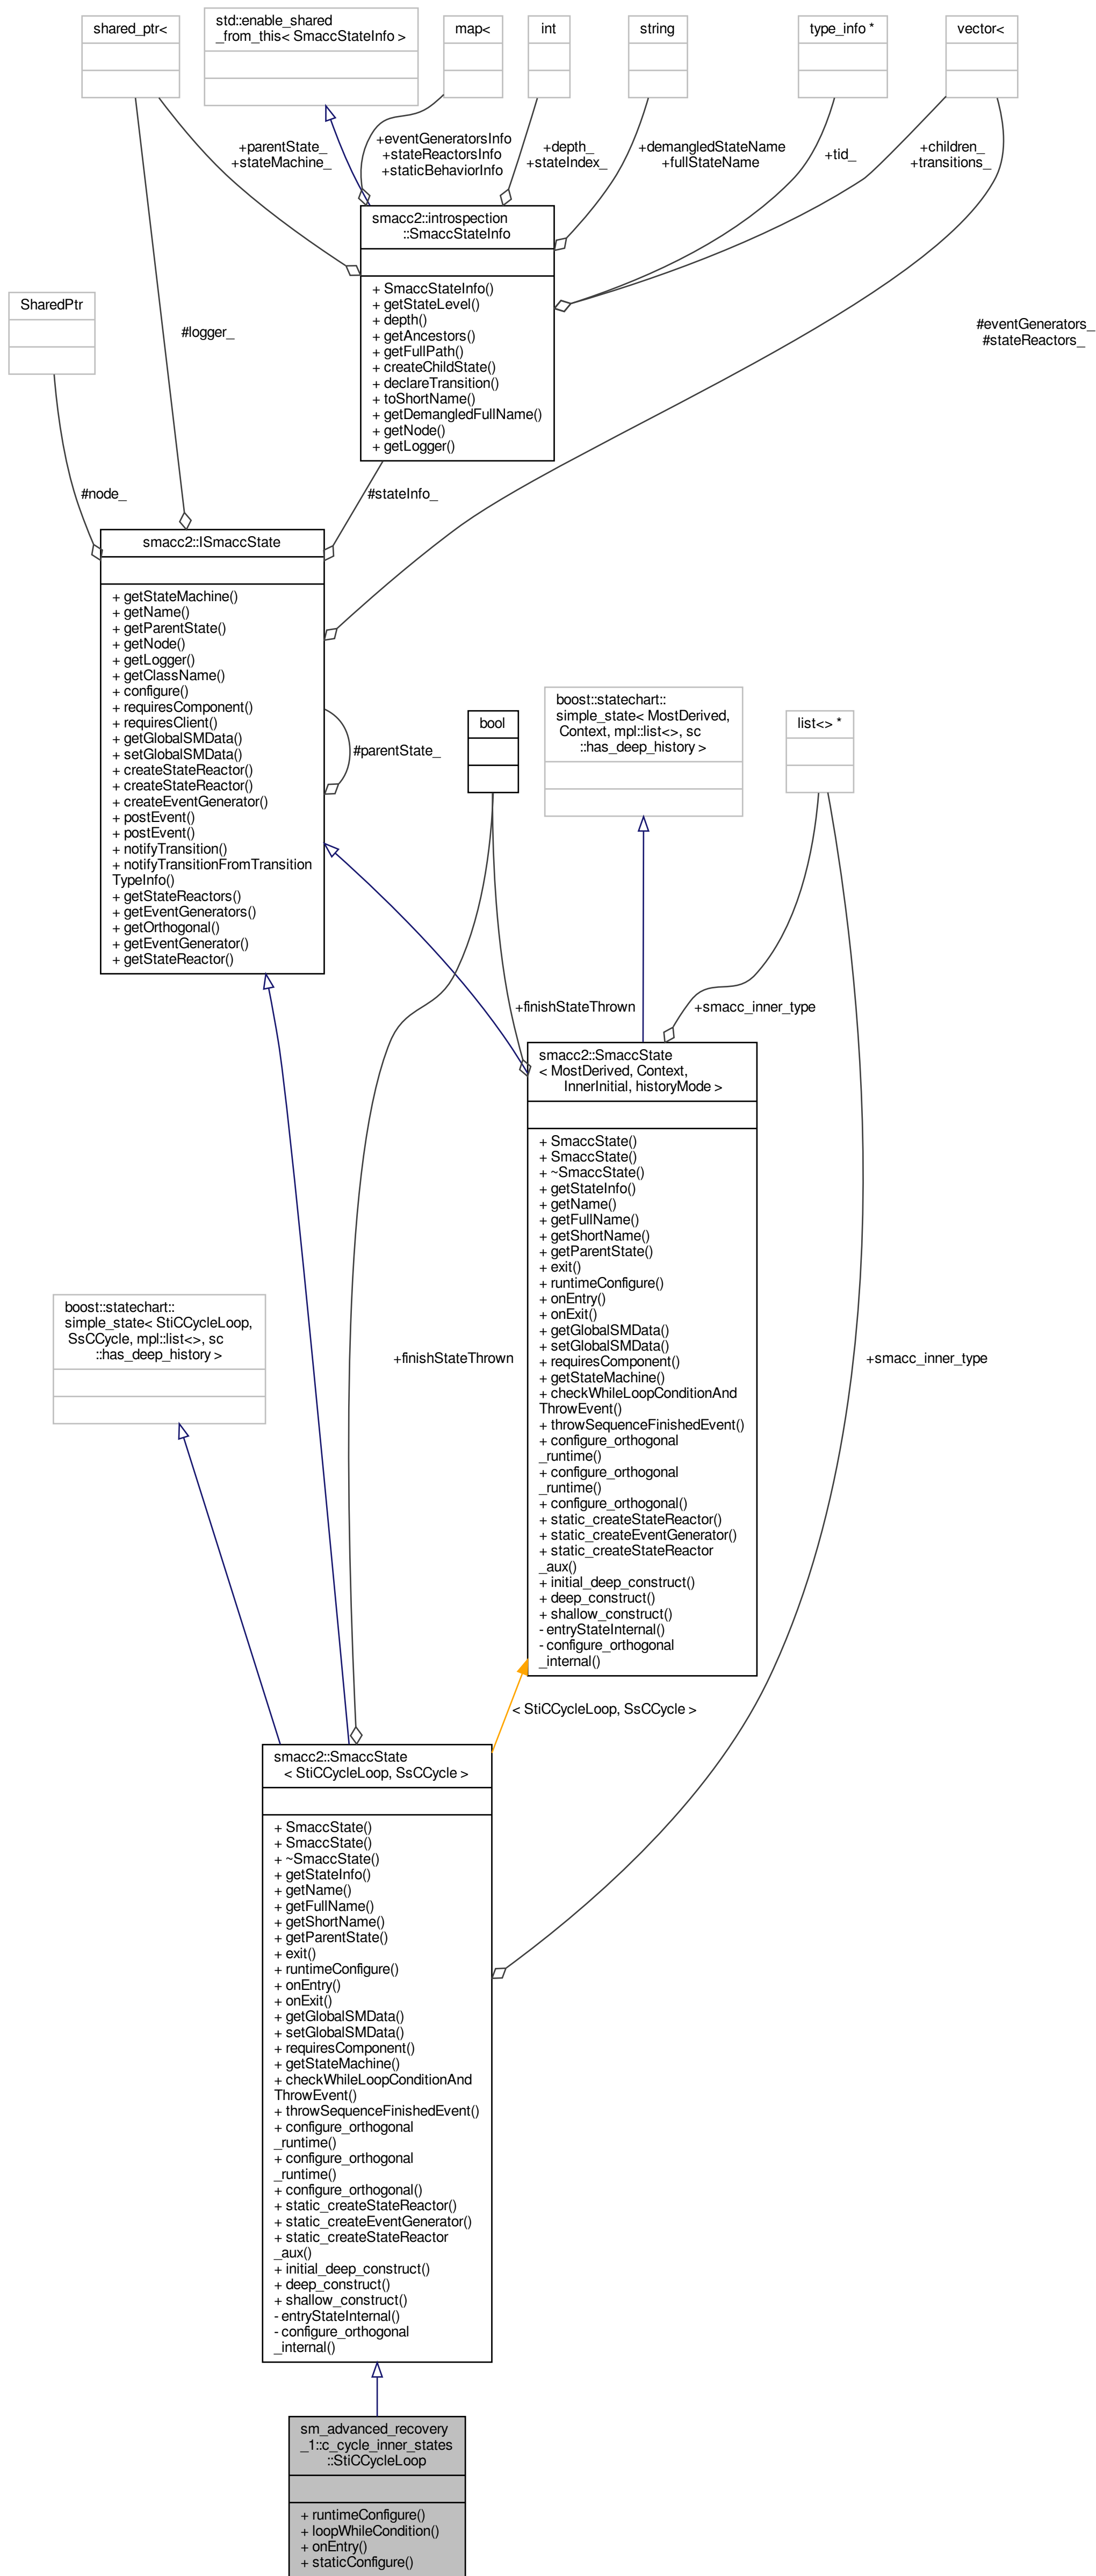 shared_ptr<
std::enable_shared
_from_this< SmaccStateInfo >
map<
int
string
type_info *
vector<
+parentState_
+stateMachine_
+eventGeneratorsInfo
+stateReactorsInfo
+staticBehaviorInfo
+depth_
+stateIndex_
+demangledStateName
+fullStateName
+tid_
+children_
+transitions_
smacc2::introspection
::SmaccStateInfo
+ SmaccStateInfo()
+ getStateLevel()
+ depth()
+ getAncestors()
+ getFullPath()
+ createChildState()
+ declareTransition()
+ toShortName()
+ getDemangledFullName()
+ getNode()
+ getLogger()
SharedPtr
#logger_
#eventGenerators_
#stateReactors_
#node_
#stateInfo_
smacc2::ISmaccState
+ getStateMachine()
+ getName()
+ getParentState()
+ getNode()
+ getLogger()
+ getClassName()
+ configure()
+ requiresComponent()
+ requiresClient()
+ getGlobalSMData()
+ setGlobalSMData()
+ createStateReactor()
+ createStateReactor()
+ createEventGenerator()
+ postEvent()
+ postEvent()
+ notifyTransition()
+ notifyTransitionFromTransition
TypeInfo()
+ getStateReactors()
+ getEventGenerators()
+ getOrthogonal()
+ getEventGenerator()
+ getStateReactor()
#parentState_
bool
boost::statechart::
simple_state< MostDerived,
Context, mpl::list<>, sc
::has_deep_history >
list<> *
+finishStateThrown
+smacc_inner_type
smacc2::SmaccState
< MostDerived, Context,
InnerInitial, historyMode >
+ SmaccState()
+ SmaccState()
+ ~SmaccState()
+ getStateInfo()
+ getName()
+ getFullName()
+ getShortName()
+ getParentState()
+ exit()
+ runtimeConfigure()
+ onEntry()
+ onExit()
+ getGlobalSMData()
+ setGlobalSMData()
+ requiresComponent()
+ getStateMachine()
+ checkWhileLoopConditionAnd
ThrowEvent()
+ throwSequenceFinishedEvent()
+ configure_orthogonal
_runtime()
+ configure_orthogonal
_runtime()
+ configure_orthogonal()
+ static_createStateReactor()
+ static_createEventGenerator()
+ static_createStateReactor
_aux()
+ initial_deep_construct()
+ deep_construct()
+ shallow_construct()
- entryStateInternal()
- configure_orthogonal
_internal()
boost::statechart::
simple_state< StiCCycleLoop,
SsCCycle, mpl::list<>, sc
::has_deep_history >
+finishStateThrown
+smacc_inner_type
< StiCCycleLoop, SsCCycle >
smacc2::SmaccState
< StiCCycleLoop, SsCCycle >
+ SmaccState()
+ SmaccState()
+ ~SmaccState()
+ getStateInfo()
+ getName()
+ getFullName()
+ getShortName()
+ getParentState()
+ exit()
+ runtimeConfigure()
+ onEntry()
+ onExit()
+ getGlobalSMData()
+ setGlobalSMData()
+ requiresComponent()
+ getStateMachine()
+ checkWhileLoopConditionAnd
ThrowEvent()
+ throwSequenceFinishedEvent()
+ configure_orthogonal
_runtime()
+ configure_orthogonal
_runtime()
+ configure_orthogonal()
+ static_createStateReactor()
+ static_createEventGenerator()
+ static_createStateReactor
_aux()
+ initial_deep_construct()
+ deep_construct()
+ shallow_construct()
- entryStateInternal()
- configure_orthogonal
_internal()
sm_advanced_recovery
_1::c_cycle_inner_states
::StiCCycleLoop
+ runtimeConfigure()
+ loopWhileCondition()
+ onEntry()
+ staticConfigure()